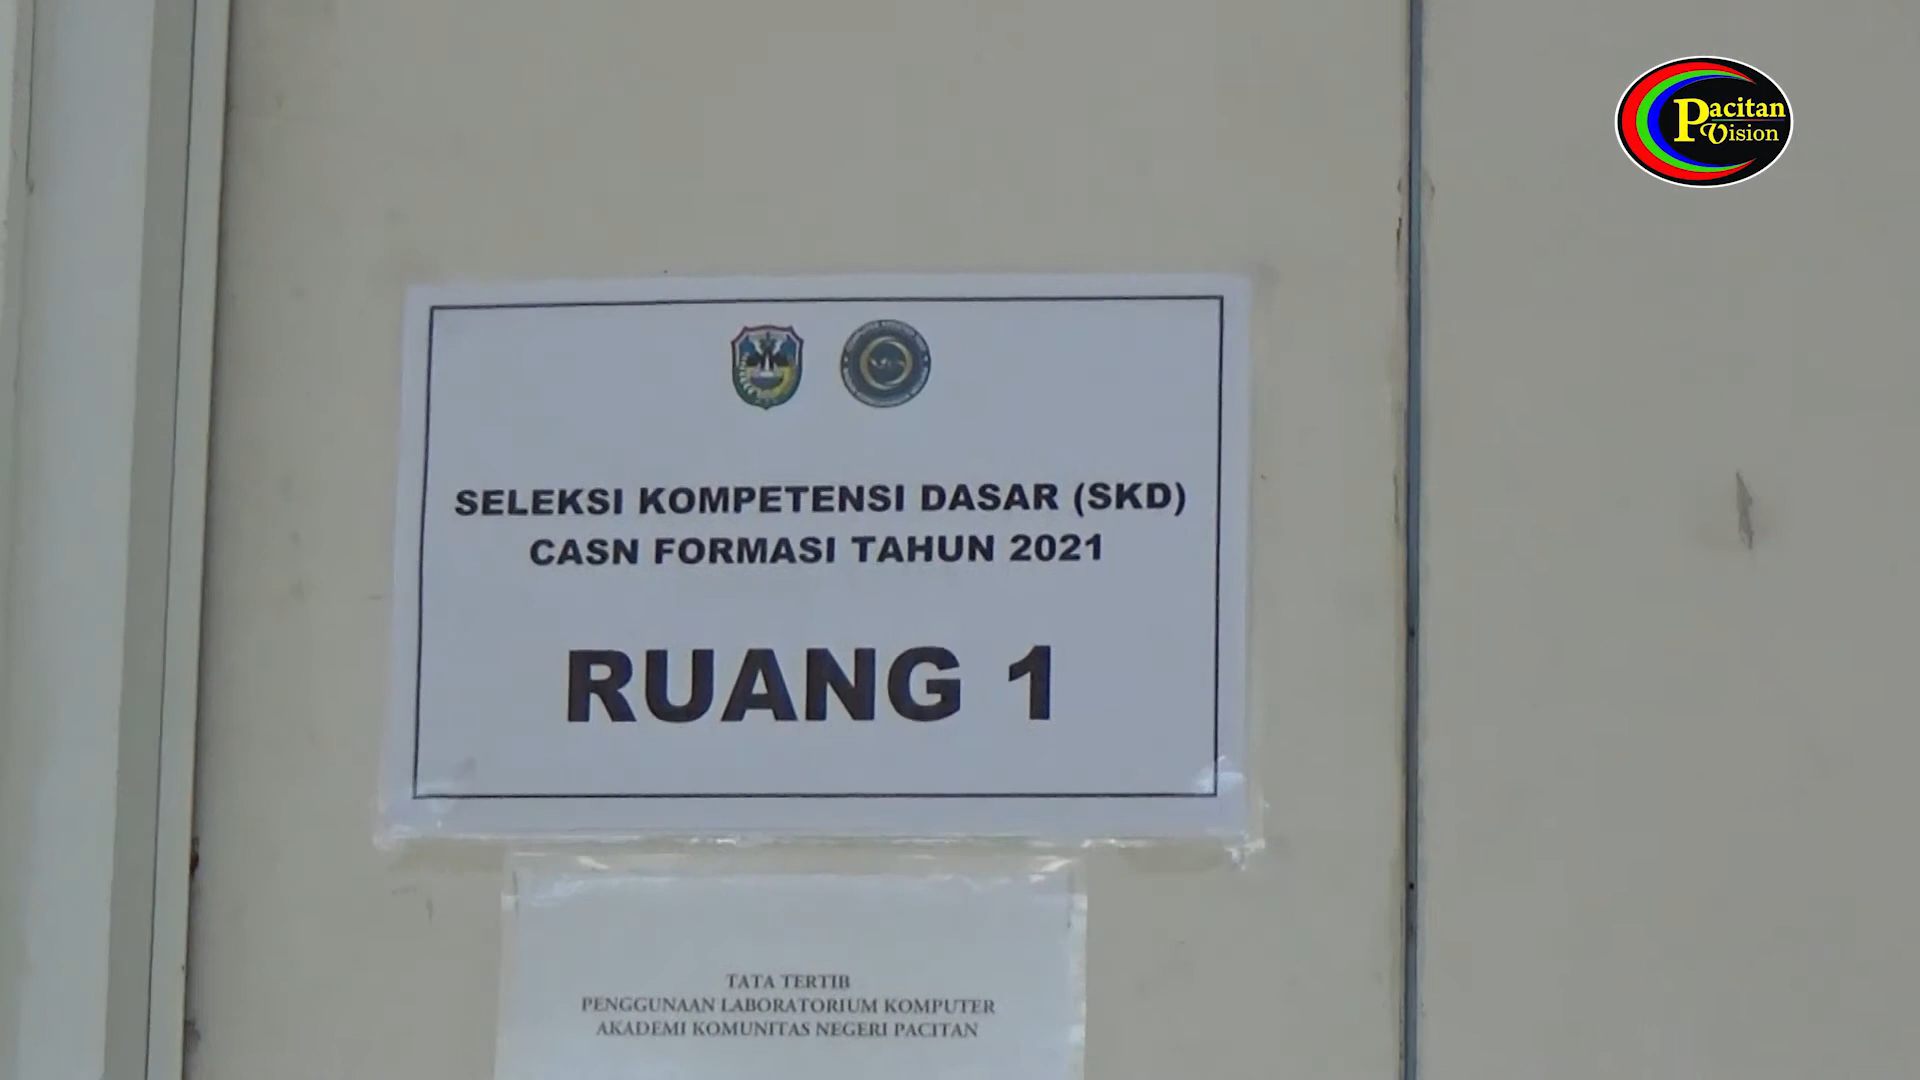 Pacitan
Vision
SELEKSI KOMPETENSI DASAR (SKD)
CASN FORMASI TAHUN 2021
RUANG 1
TATA TERTIB
PENGGUNAAN LABORATORIUM KOMPUTER
AKADEMI KOMUNITAS NEGERI PACITAN